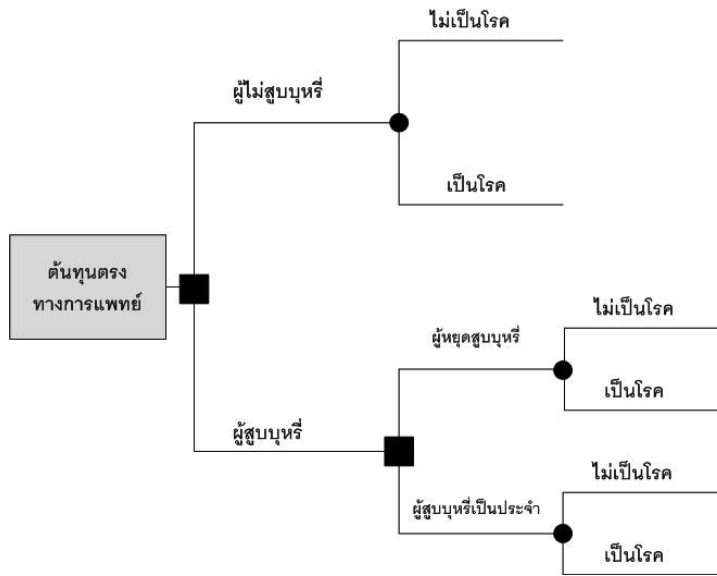 ไม่เป็นโรค
ผู้ไม่สูบบุหรี่
เป็นโรค
ต้นทุนตรง
ทางการแพทย์
ไม่เป็นโรค
ผู้หยุดสูบบุหรี่
เป็นโรค
ผู้สูบบุหรี่
ไม่เป็นโรค
ผู้สูบบุหรี่เป็นประจำ
เป็นโรค